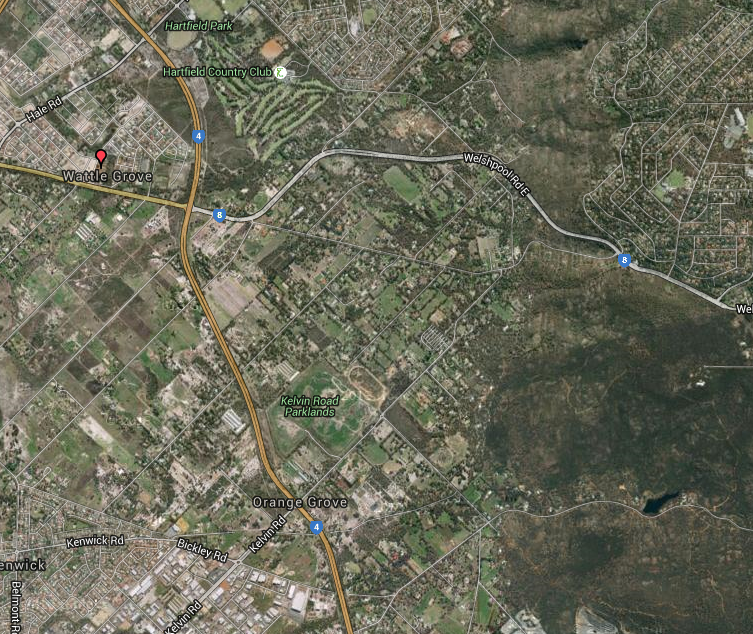 Hartfield Park
Hartfield Country Club
Hale Rd
4
Welshpool Rd E
Wattle Grove
8
8
Wel
Kelvin Road
Parklands
Orange Grove
4
Kelvin Rd
Kenwick Rd
Bickley Rd
enwick
Belmont R
Kelvin Rd